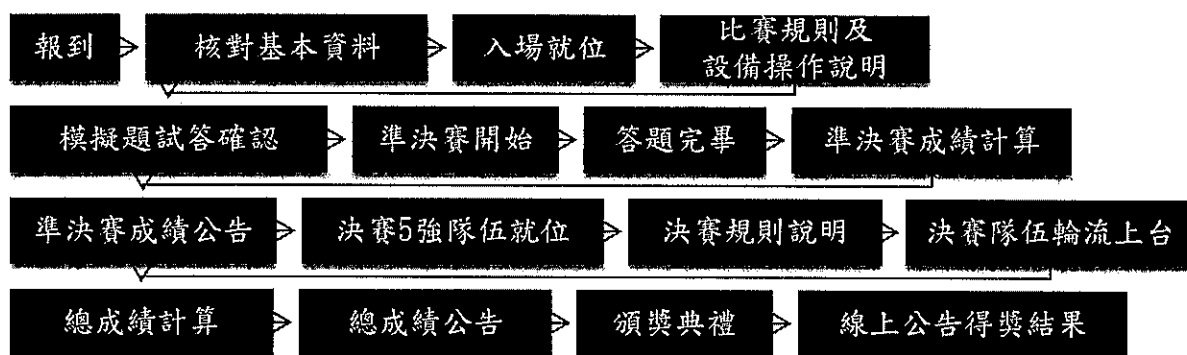 報到
核對基本資料
入場就位
比賽規則及
設備操作說明
模擬題試答確認
準決賽開始
答題完畢
準決賽成績計算
準決賽成績公告
決賽5強隊伍就位
決賽規則說明
決賽隊伍輪流上台
總成績計算
總成績公告
頒獎典禮
線上公告得獎結果